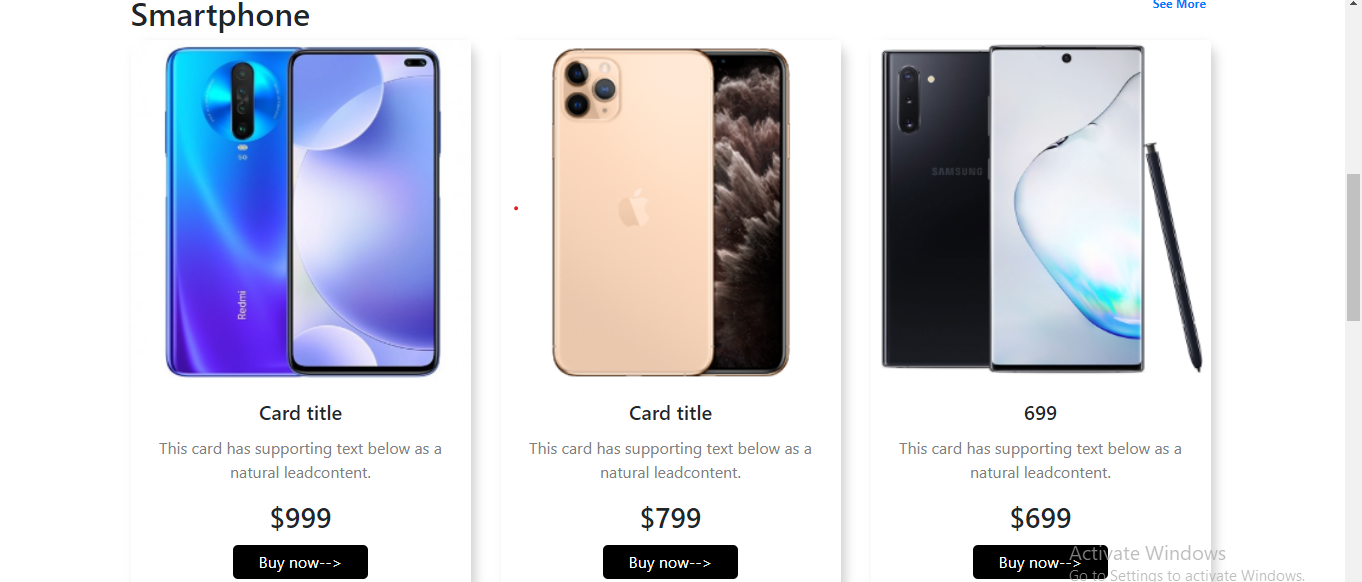 Smartphone
See More
Redmi
SAMSUNG
Card title
This card has supporting text below as a
natural leadcontent.
$999
Buy now-->
Card title
This card has supporting text below as a
natural leadcontent.
$799
Buy now-->
699
This card has supporting text below as a
natural leadcontent.
$699
Buy now-->
Activate Windows
Go to Settings to activate Windows.